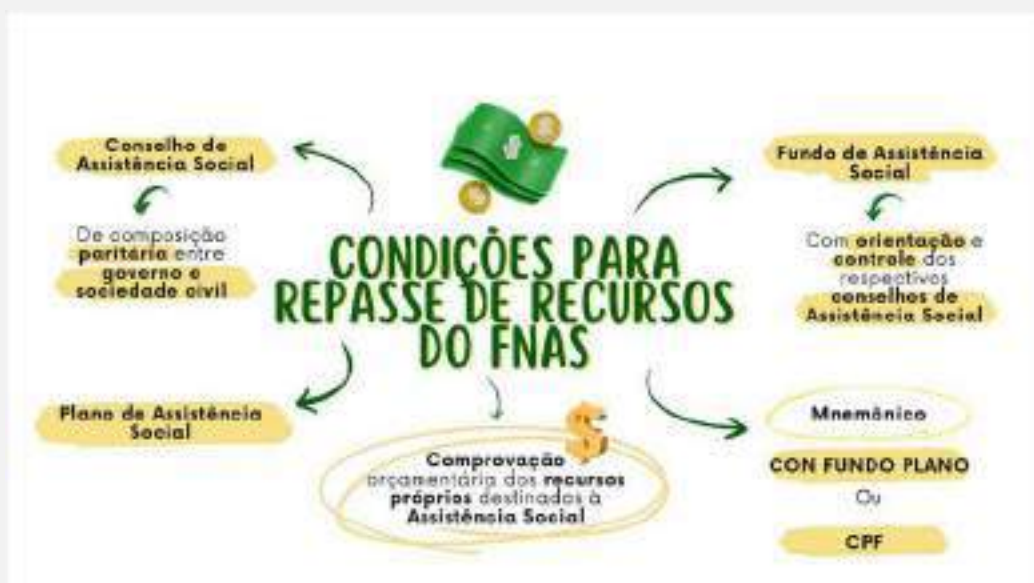 Conselho de
Assistência Social
De composição
paritária entre
governo e
sociedade civil
CONDIÇÕES PARA
REPASSE DE RECURSOS
DO FNAS
Fundo de Assistência
Social
Com orientação e
controle dos
respectivos
conselhos de
Assistência Social
Plano de Assistência
Social
Comprovação
orçamentária dos recursos
próprios destinados à
Assistência Social
Mnemônico
CON FUNDO PLANO
Ou
CPF